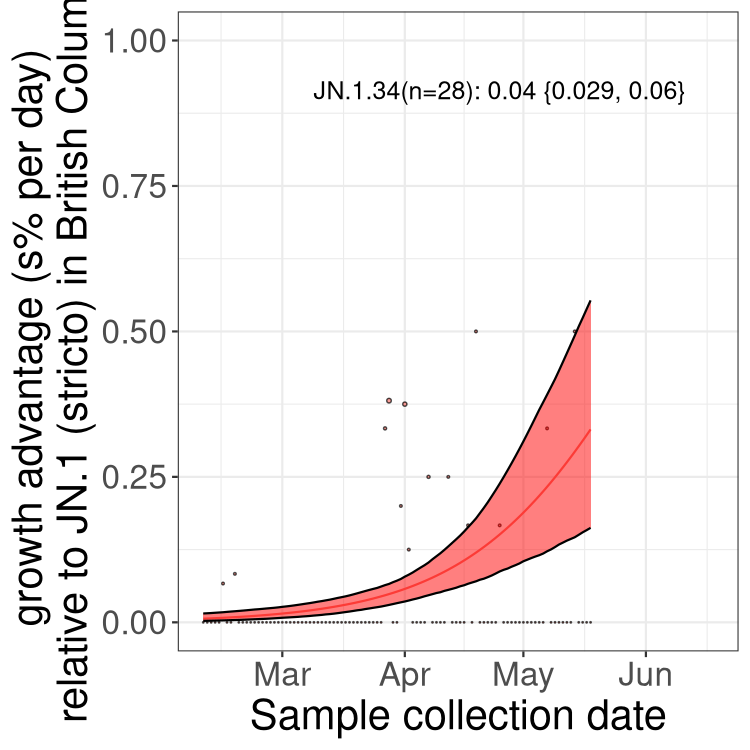 growth advantage (s% per day)
relative to JN.1 (stricto) in British Colum
1.00
0.75
0.50
0.25
0.00
JN.1.34(n=28): 0.04 {0.029, 0.06}
Mar Apr May Jun
Sample collection date